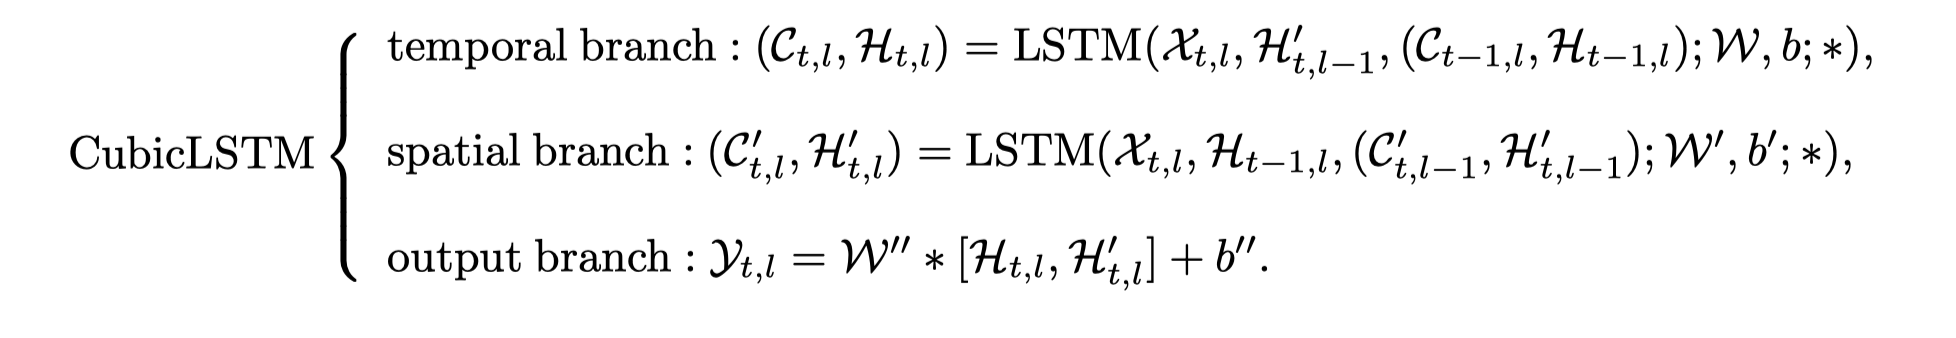 temporal branch : (𝒞_{t,l}, ℋ_{t,l}) = LSTM(𝒳_{t,l}, ℋ′_{t,l−1}, (𝒞_{t−1,l}, ℋ_{t−1,l}); 𝒲, b; ∗),
CubicLSTM { spatial branch : (𝒞′_{t,l}, ℋ′_{t,l}) = LSTM(𝒳_{t,l}, ℋ_{t−1,l}, (𝒞′_{t,l−1}, ℋ′_{t,l−1}); 𝒲′, b′; ∗),
output branch : 𝒴_{t,l} = 𝒲″ ∗ [ℋ_{t,l}, ℋ′_{t,l}] + b″.